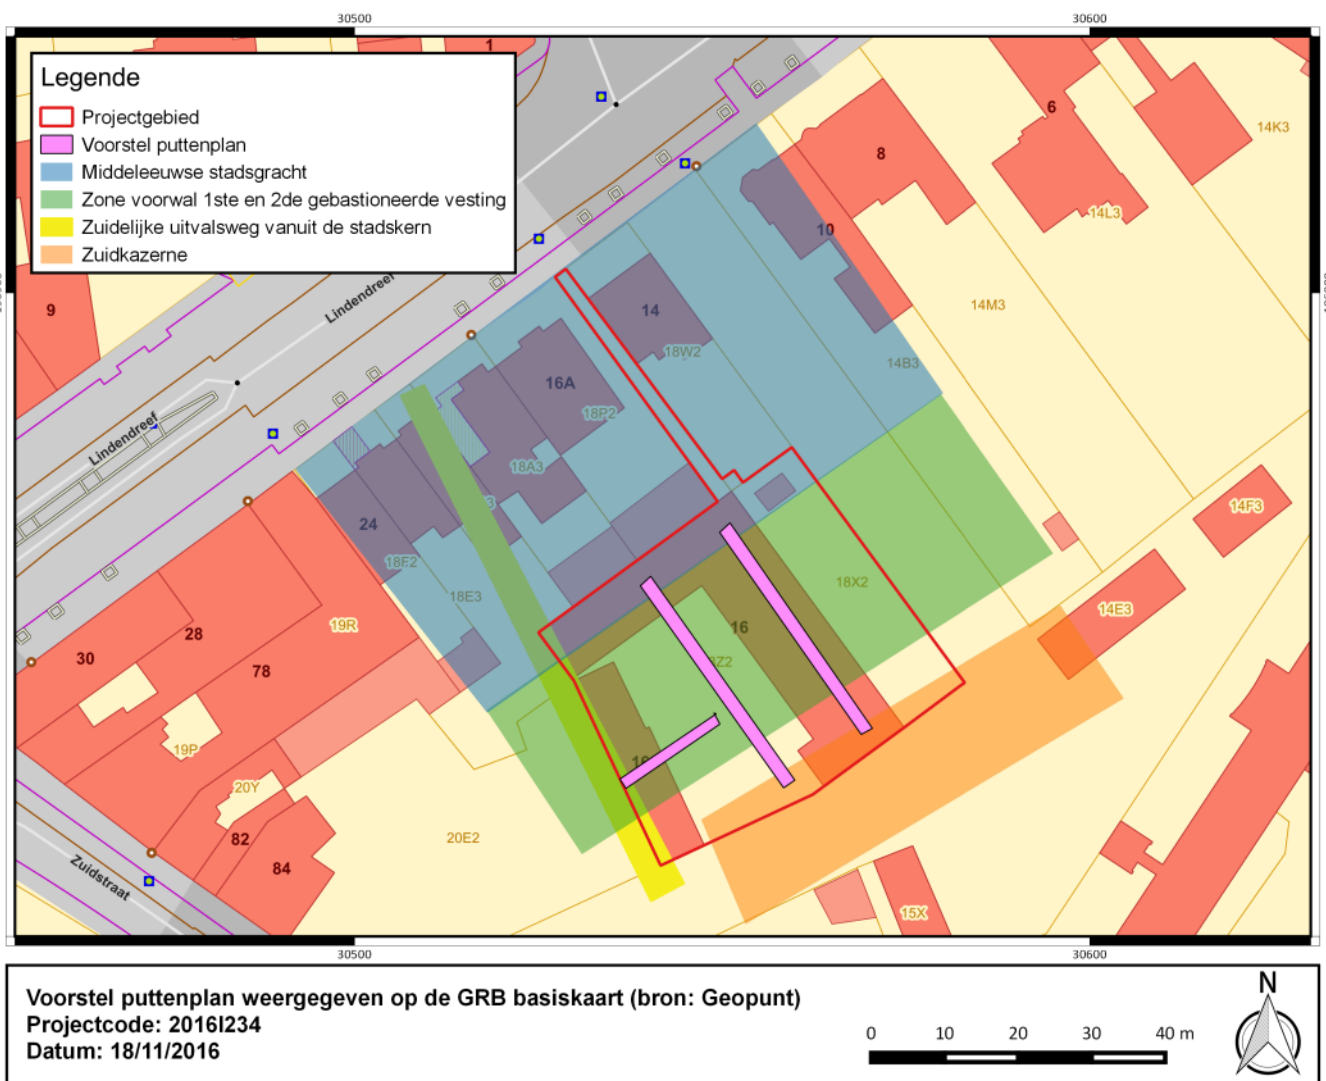 30500
30600
Legende
Projectgebied
Voorstel puttenplan
Middeleeuwse stadsgracht
Zone voorwal 1ste en 2de gebastioneerde vesting
Zuidelijke uitvalsweg vanuit de stadskern
Zuidkazerne
1
6
14K3
8
14L3
10
9
Lindendreef
14
14M3
18W2
14B3
16A
18P2
Lindendreef
18A3
24
14F3
18F2
18X2
18E3
14E3
19R
16
28
30
78
19P
20Y
82
20E2
84
Zuidstraat
15X
30500
30600
Voorstel puttenplan weergegeven op de GRB basiskaart (bron: Geopunt)
Projectcode: 2016I234
Datum: 18/11/2016
0 10 20 30 40 m
N